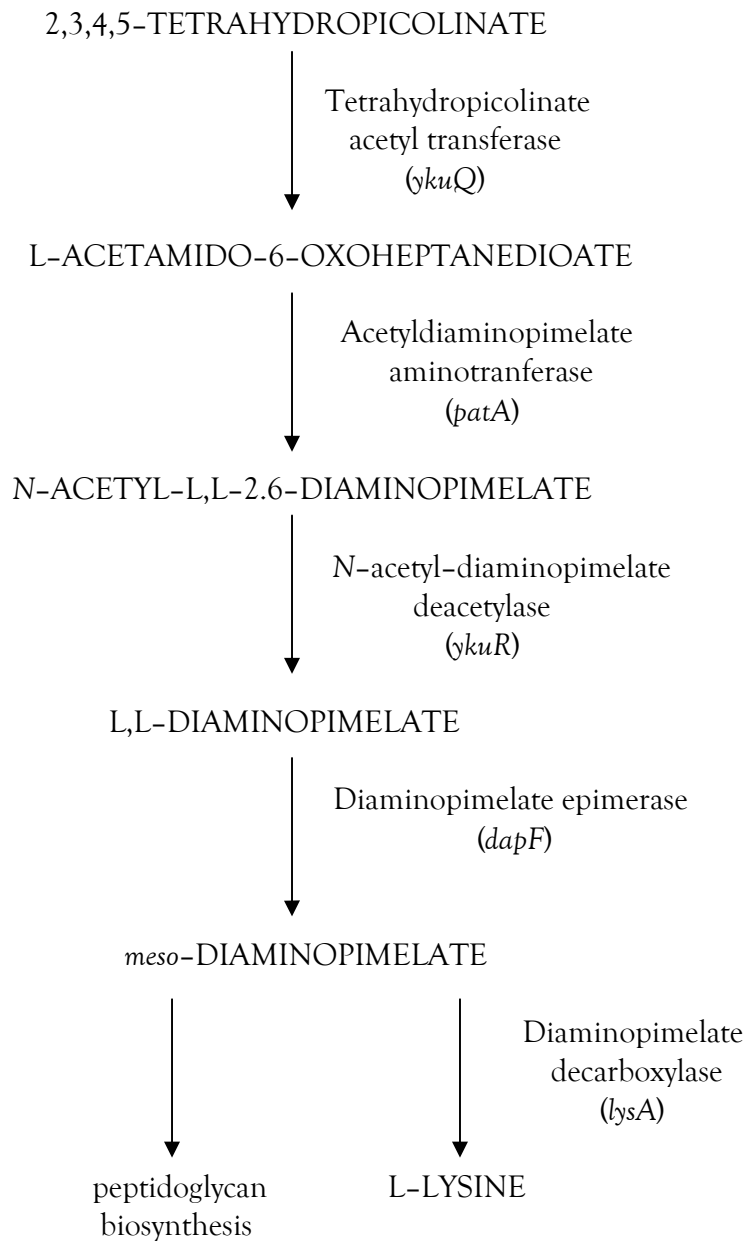 2,3,4,5-TETRAHYDROPICOLINATE
Tetrahydropicolinate
acetyl transferase
(ykuQ)
L-ACETAMIDO-6-OXOHEPTANEDIOATE
Acetyldiaminopimelate
aminotranferase
(patA)
N-ACETYL-L,L-2.6-DIAMINOPIMELATE
N-acetyl-diaminopimelate
deacetylase
(ykuR)
L,L-DIAMINOPIMELATE
Diaminopimelate epimerase
(dapF)
meso-DIAMINOPIMELATE
Diaminopimelate
decarboxylase
(lysA)
peptidoglycan
biosynthesis
L-LYSINE